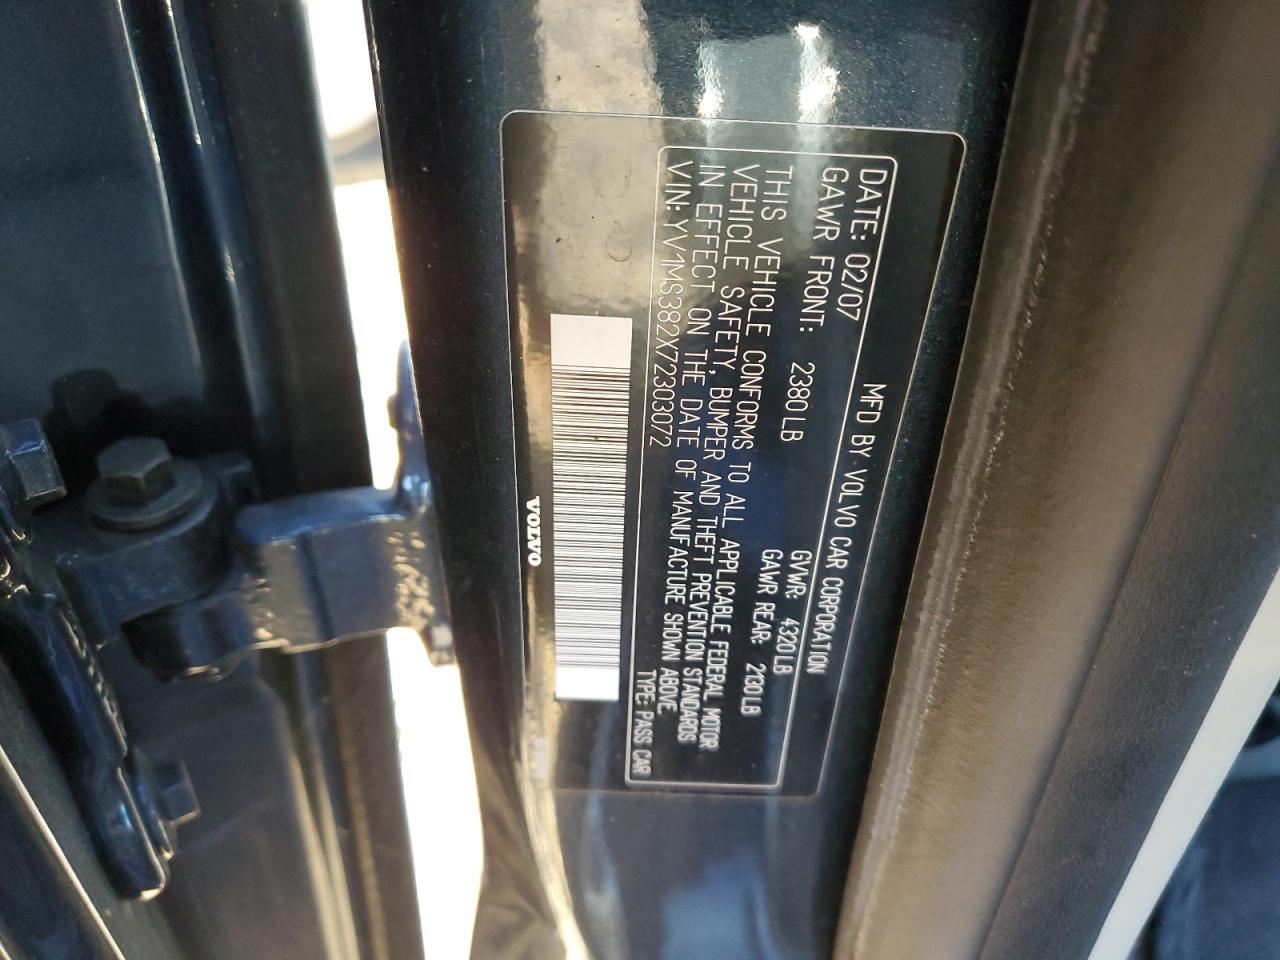 DATE: 02/07 MFD BY VOLVO CAR CORPORATION
GVWR: 4320 LB
GAWR FRONT: 2380 LB GAWR REAR: 2130 LB
THIS VEHICLE CONFORMS TO ALL APPLICABLE FEDERAL MOTOR
VEHICLE SAFETY, BUMPER AND THEFT PREVENTION STANDARDS
IN EFFECT ON THE DATE OF MANUFACTURE SHOWN ABOVE.
VIN: YV1MS382X72303072 TYPE: PASS CAR
VOLVO